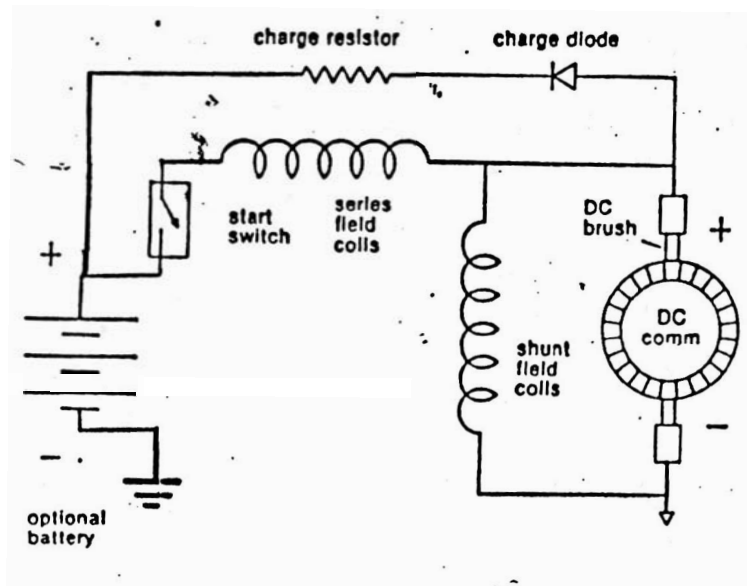 charge resistor
charge diode
start
switch
series
field
coils
DC
brush
+
+
DC
comm
shunt
field
coils
−
−
optional
battery